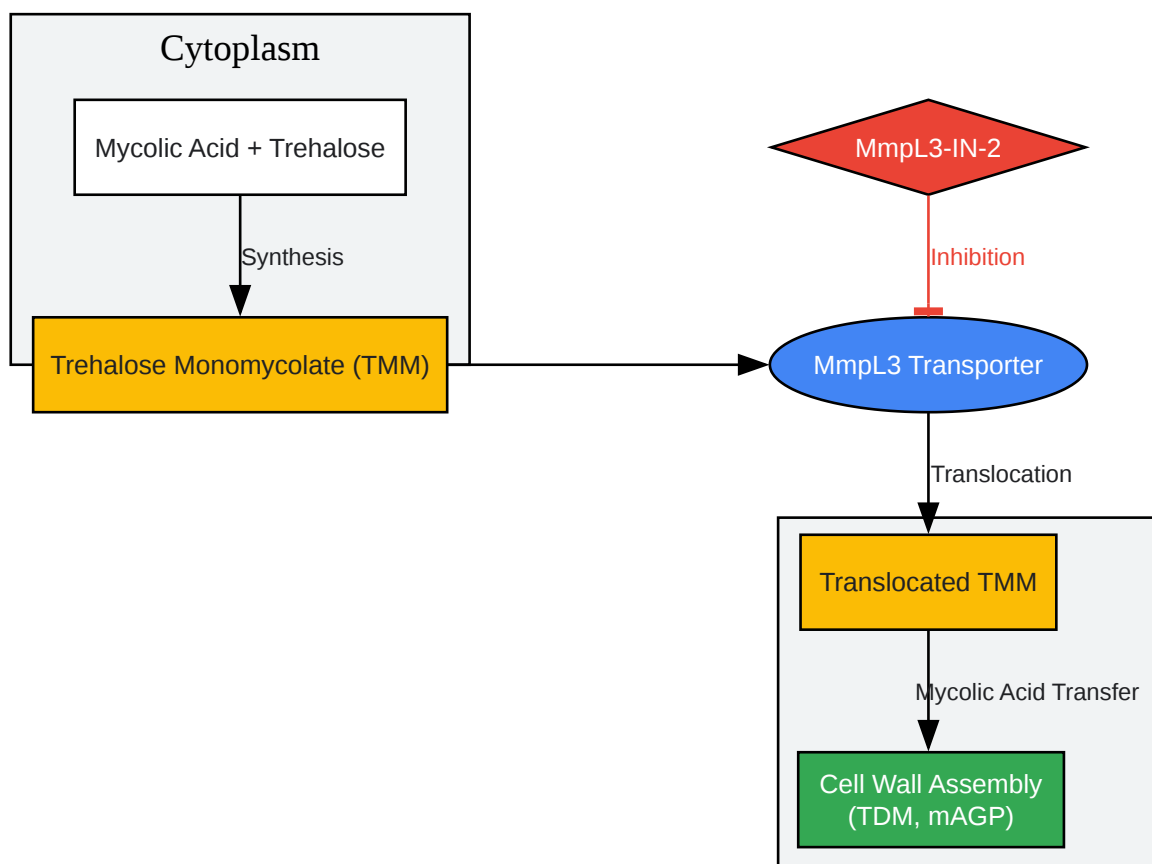 Cytoplasm
Mycolic Acid + Trehalose
MmpL3-IN-2
Synthesis
Inhibition
Trehalose Monomycolate (TMM)
MmpL3 Transporter
Translocation
Translocated TMM
Mycolic Acid Transfer
Cell Wall Assembly
(TDM, mAGP)